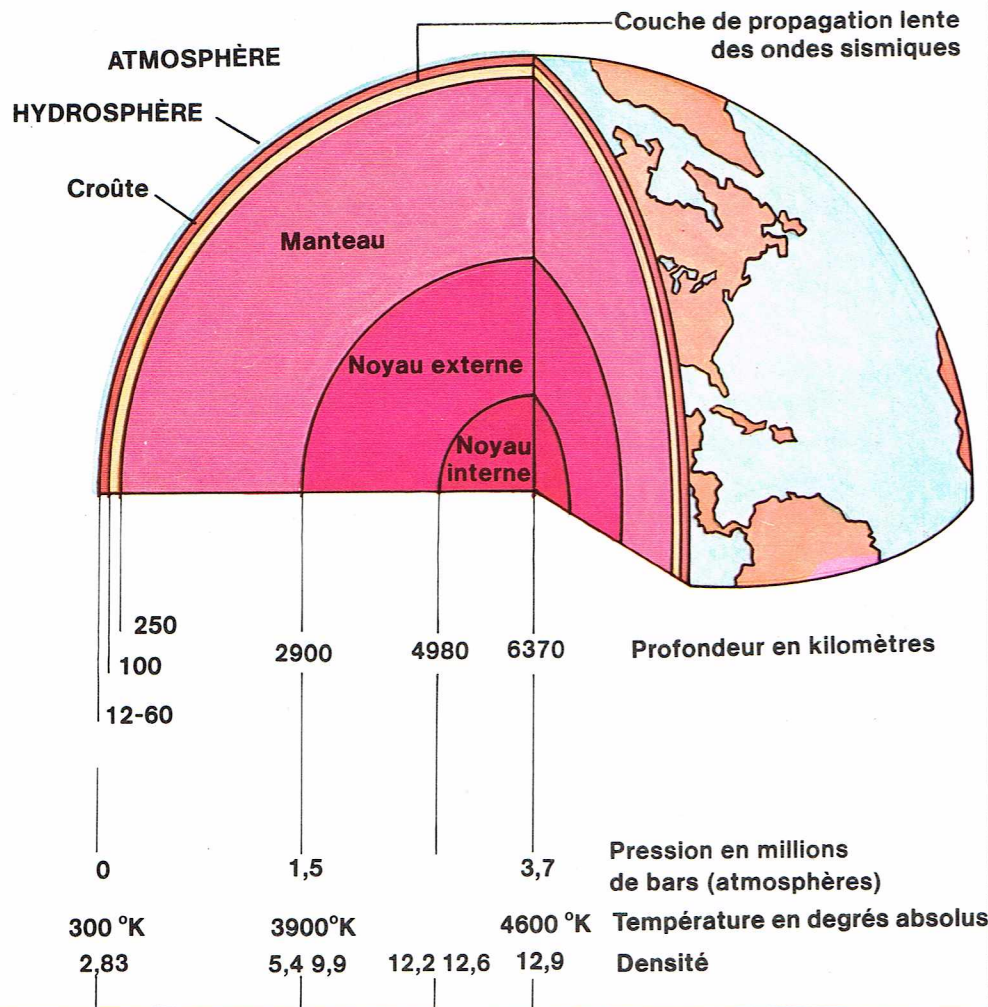 Couche de propagation lente
des ondes sismiques
ATMOSPHÈRE
HYDROSPHÈRE
Croûte
Manteau
Noyau externe
Noyau
interne
250
100
12-60
2900 4980 6370 Profondeur en kilomètres
0 1,5 3,7 Pression en millions
de bars (atmosphères)
300 °K 3900°K 4600 °K Température en degrés absolus
2,83 5,4 9,9 12,2 12,6 12,9 Densité